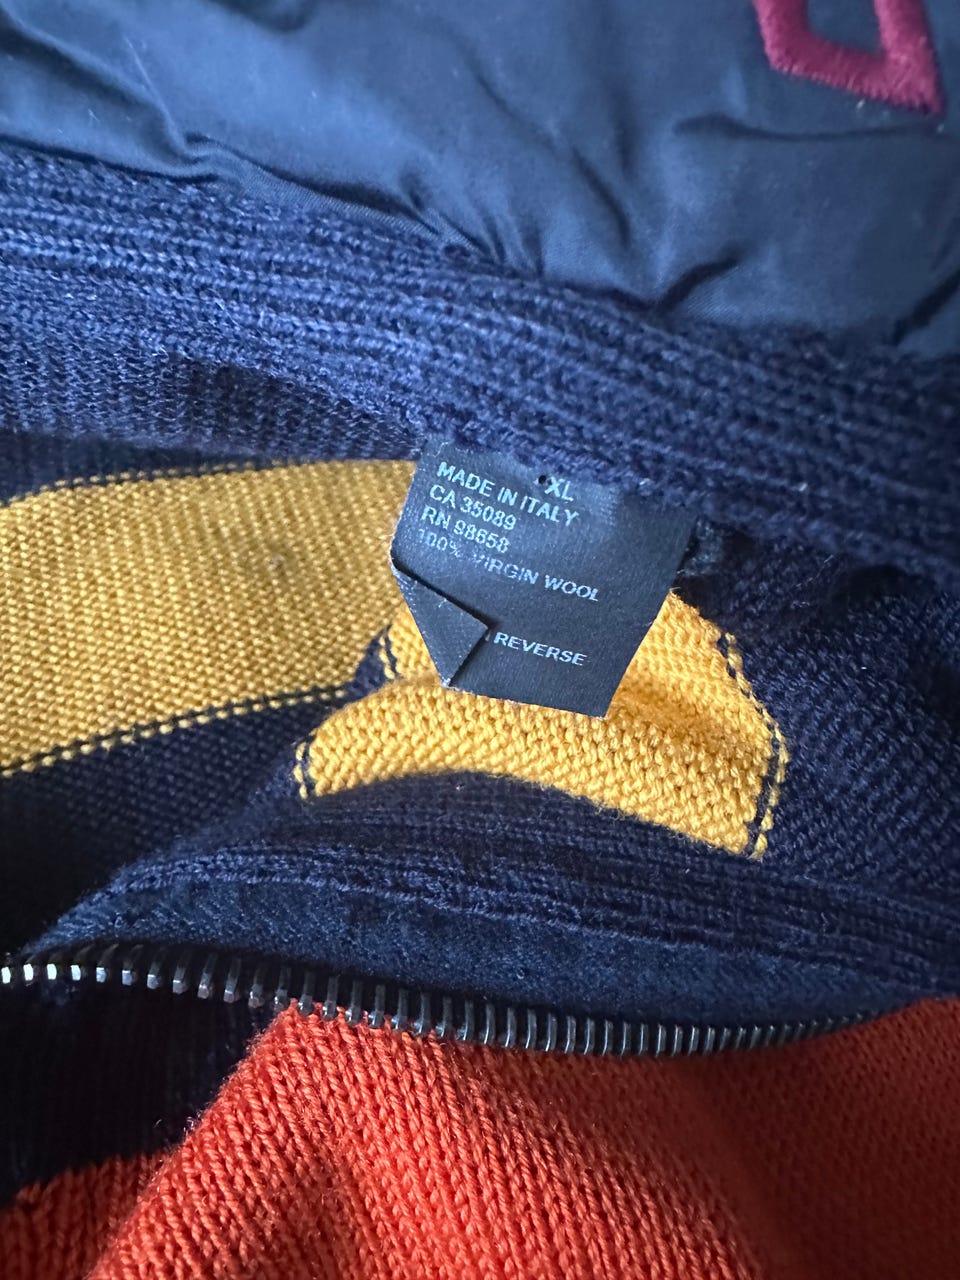 XL
MADE IN ITALY
CA 35089
RN 98658
100% VIRGIN WOOL
REVERSE